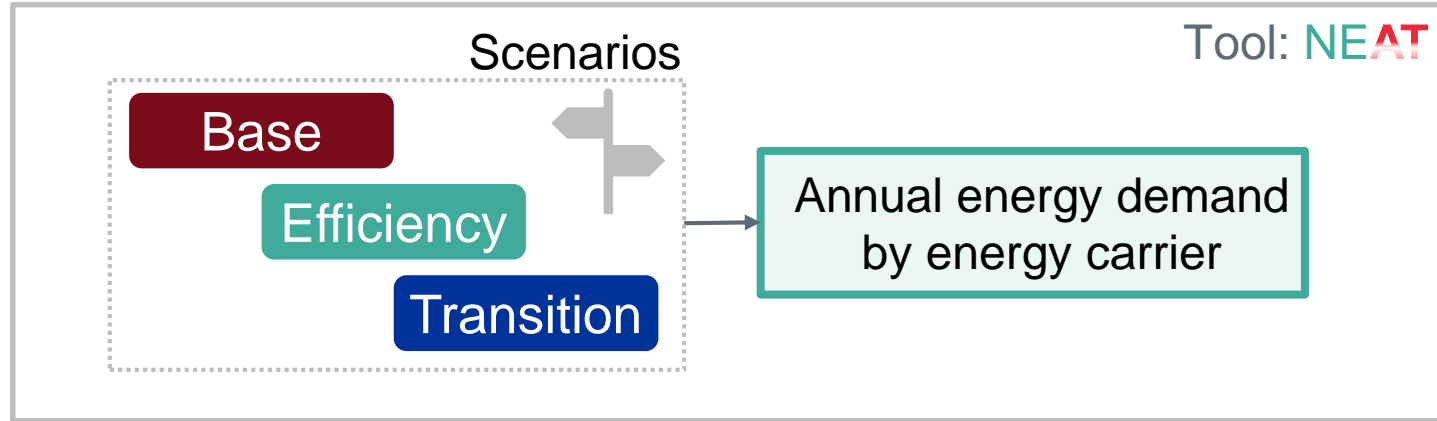 Tool: NEAT
Scenarios
Base
Efficiency
Transition
Annual energy demand
by energy carrier